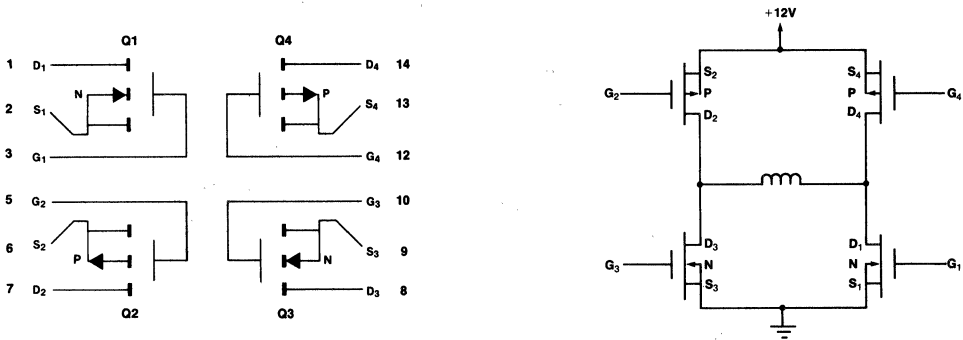 Q1 Q4
1 D1 D4 14
N P
2 S1 S4 13
3 G1 G4 12
5 G2 G3 10
6 S2 S3 9
P N
7 D2 D3 8
Q2 Q3
+12V
S2 S4
G2 P P G4
D2 D4
D3 D1
G3 N N G1
S3 S1